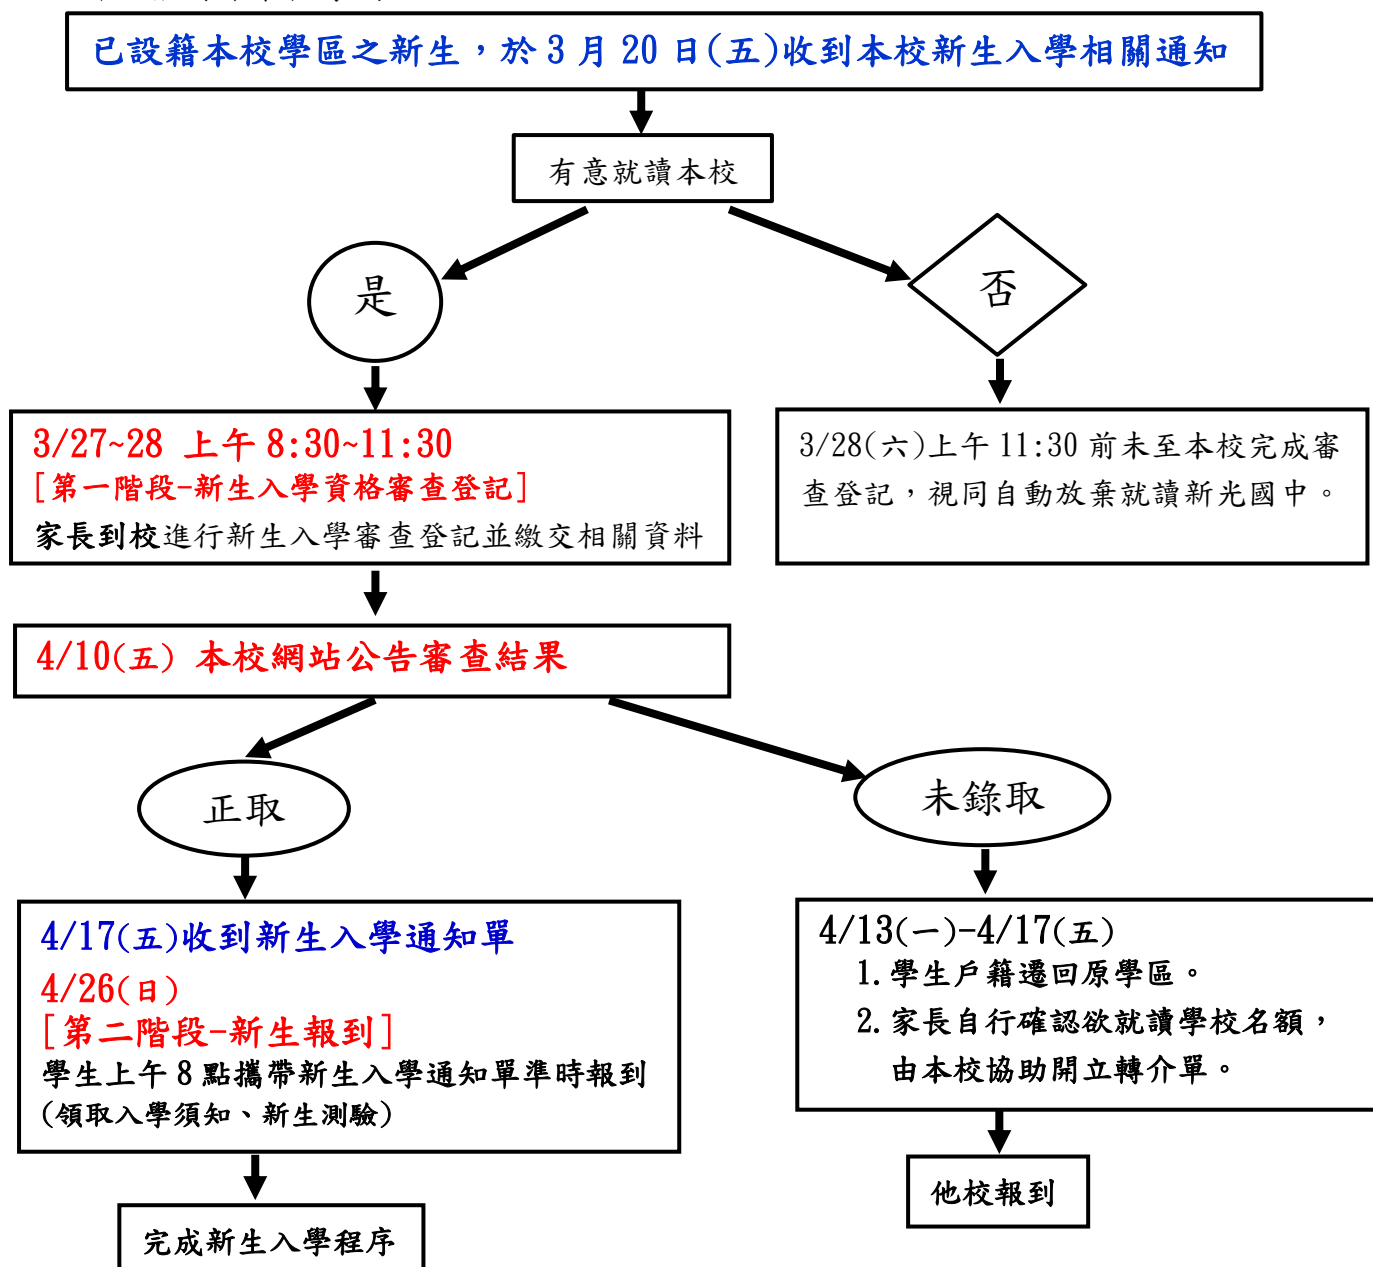 已設籍本校學區之新生，於 3 月 20 日(五)收到本校新生入學相關通知
有意就讀本校
是
否
3/27~28 上午 8:30~11:30
[第一階段-新生入學資格審查登記]
家長到校進行新生入學審查登記並繳交相關資料
3/28(六)上午 11:30 前未至本校完成審
查登記，視同自動放棄就讀新光國中。
4/10(五) 本校網站公告審查結果
正取
未錄取
4/17(五)收到新生入學通知單
4/26(日)
[第二階段-新生報到]
學生上午 8 點攜帶新生入學通知單準時報到
(領取入學須知、新生測驗)
4/13(一)-4/17(五)
1. 學生戶籍遷回原學區。
2. 家長自行確認欲就讀學校名額，
由本校協助開立轉介單。
他校報到
完成新生入學程序